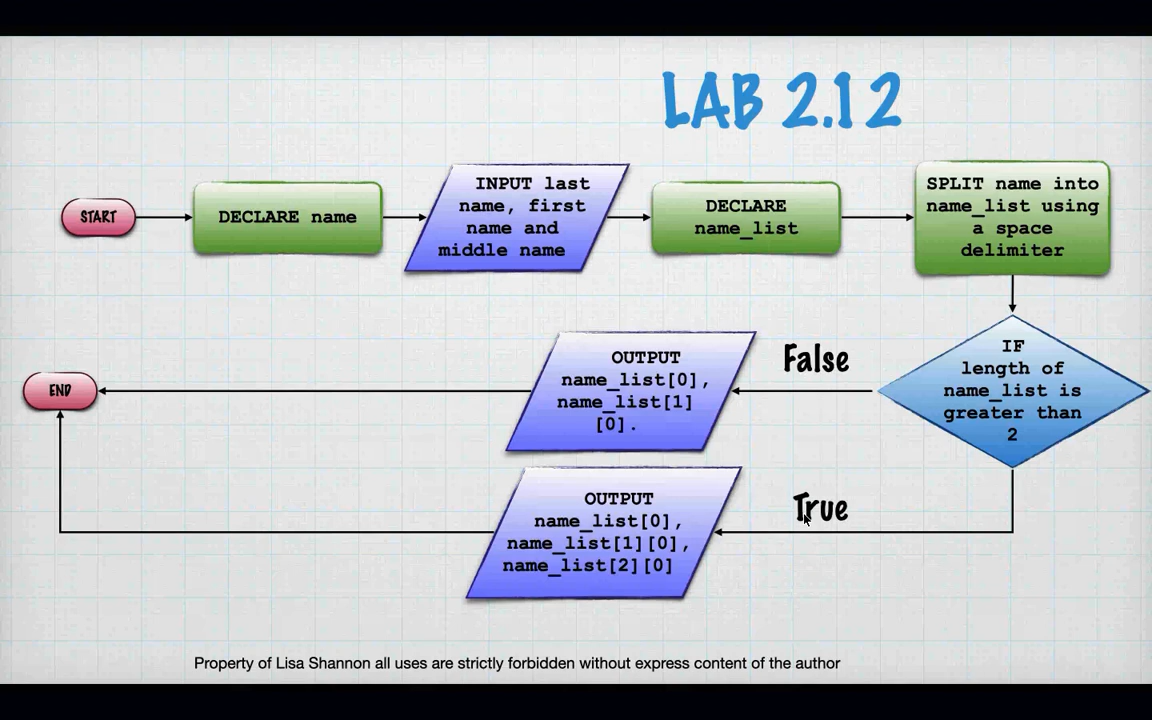 LAB 2.12
START
DECLARE name
INPUT last
name, first
name and
middle name
DECLARE
name_list
SPLIT name into
name_list using
a space
delimiter
IF
length of
name_list is
greater than
2
False
OUTPUT
name_list[0],
name_list[1]
[0].
END
True
OUTPUT
name_list[0],
name_list[1][0],
name_list[2][0]
Property of Lisa Shannon all uses are strictly forbidden without express content of the author